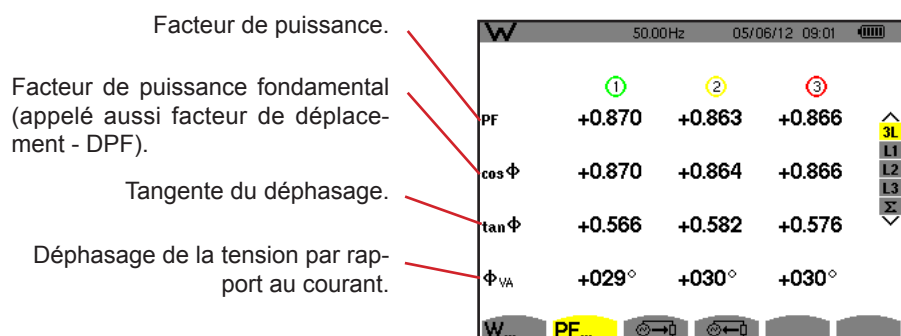 Facteur de puissance.
Facteur de puissance fondamental
(appelé aussi facteur de déplace-
ment - DPF).
Tangente du déphasage.
Déphasage de la tension par rap-
port au courant.
W 50.00Hz 05/06/12 09:01
1 2 3
PF +0.870 +0.863 +0.866
cos Φ +0.870 +0.864 +0.866
tan Φ +0.566 +0.582 +0.576
Φ VA +029° +030° +030°
3L
L1
L2
L3
Σ
W... PF...